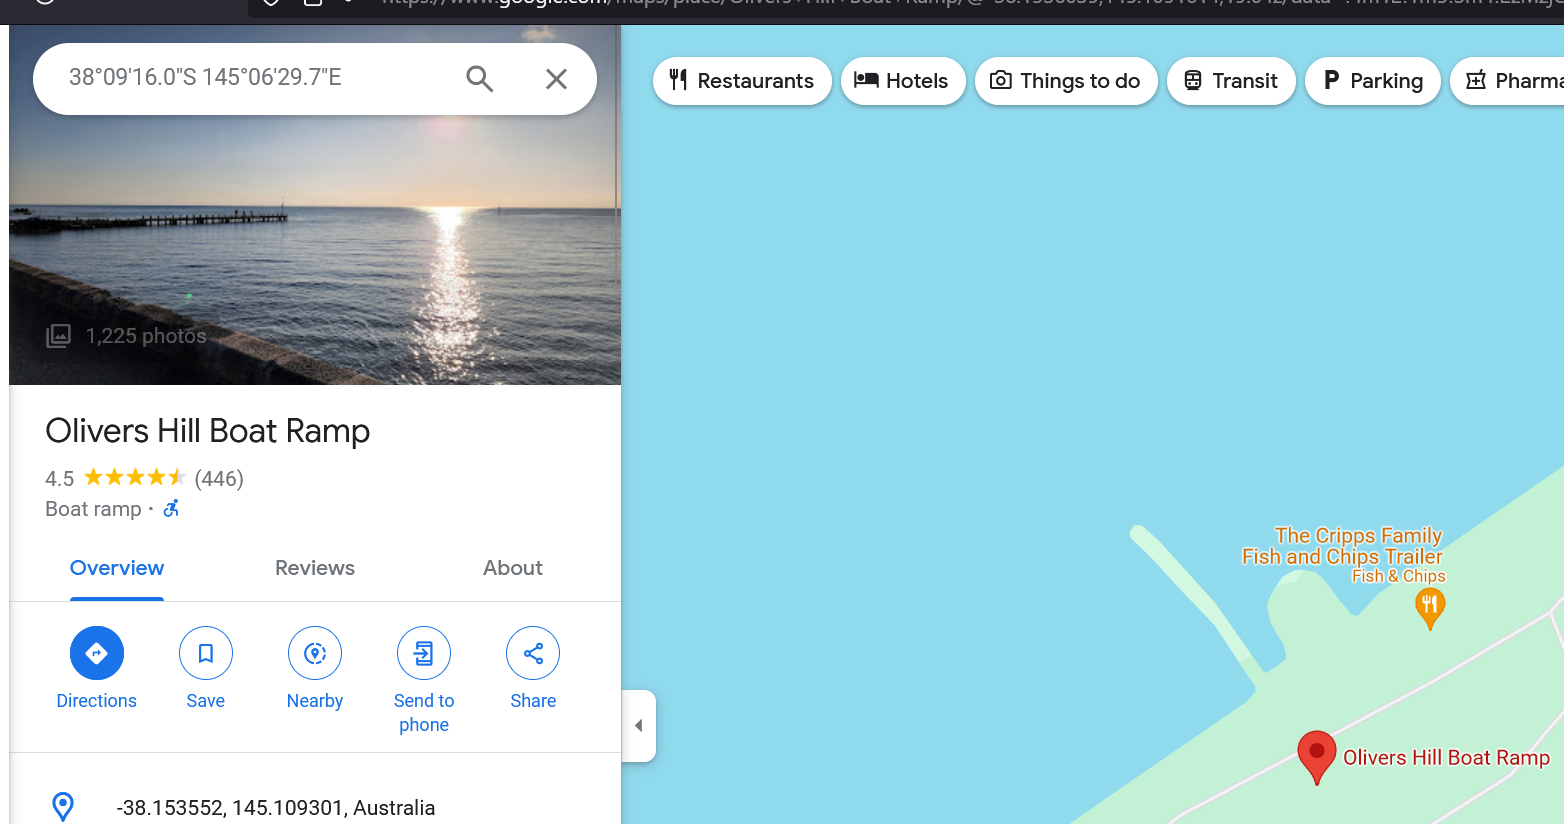 38°09'16.0"S 145°06'29.7"E
Restaurants
Hotels
Things to do
Transit
P Parking
1,225 photos
Olivers Hill Boat Ramp
4.5 (446)
Boat ramp ·
Overview
Reviews
About
Directions
Save
Nearby
Send to
phone
Share
-38.153552, 145.109301, Australia
The Cripps Family
Fish and Chips Trailer
Fish & Chips
Olivers Hill Boat Ramp